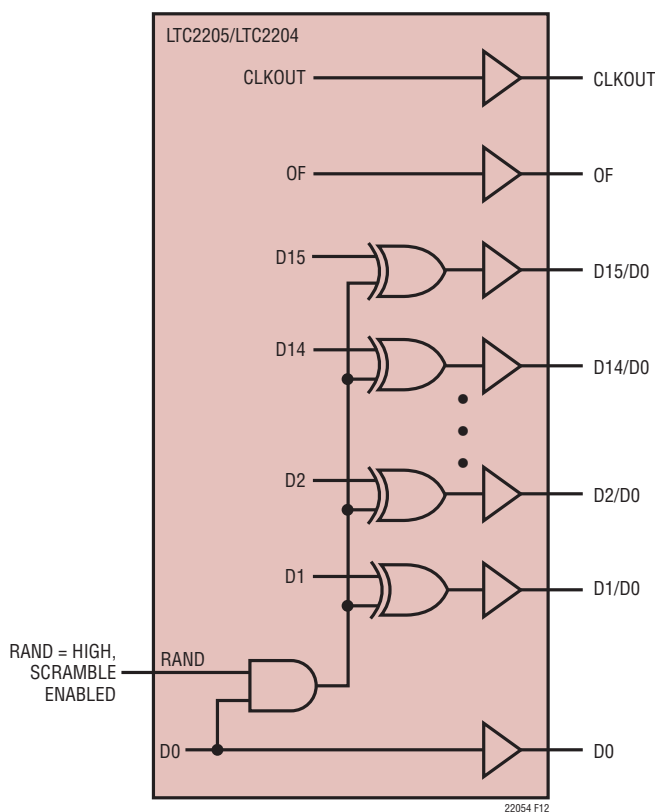 LTC2205/LTC2204
CLKOUT
CLKOUT
OF
OF
D15
D15/D0
D14
D14/D0
D2
D2/D0
D1
D1/D0
RAND = HIGH,
SCRAMBLE
ENABLED
RAND
D0
D0
22054 F12